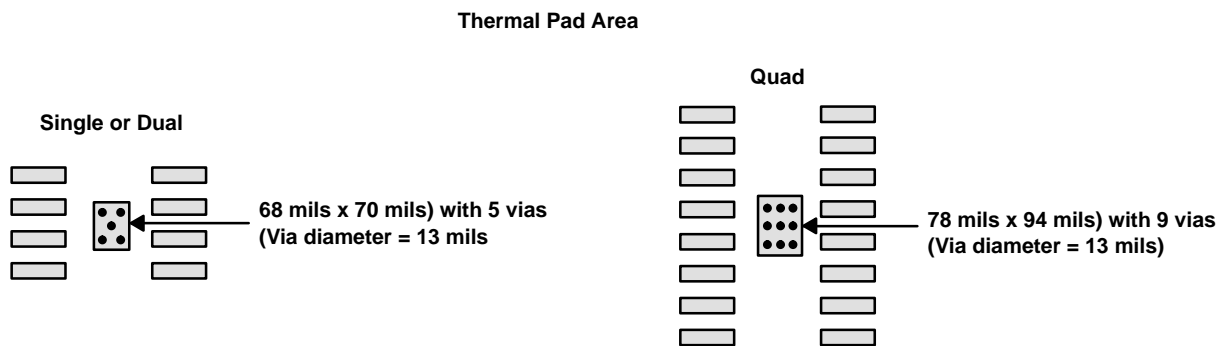 Thermal Pad Area
Single or Dual
68 mils x 70 mils) with 5 vias
(Via diameter = 13 mils
Quad
78 mils x 94 mils) with 9 vias
(Via diameter = 13 mils)